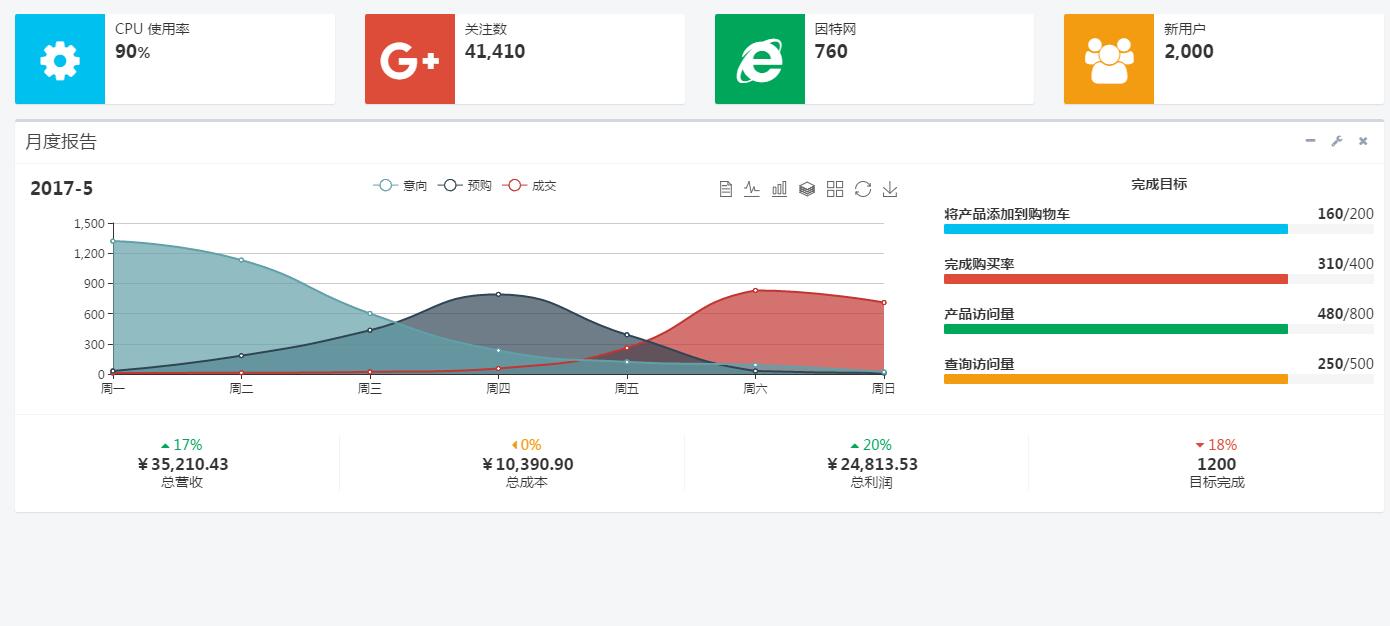 CPU 使用率
90%
G+
关注数
41,410
因特网
760
新用户
2,000
月度报告
2017-5
意向 预购 成交
1,500
1,200
900
600
300
0
周一 周二 周三 周四 周五 周六 周日
完成目标
将产品添加到购物车 160/200
完成购买率 310/400
产品访问量 480/800
查询访问量 250/500
17%
¥35,210.43
总营收
0%
¥10,390.90
总成本
20%
¥24,813.53
总利润
18%
1200
目标完成